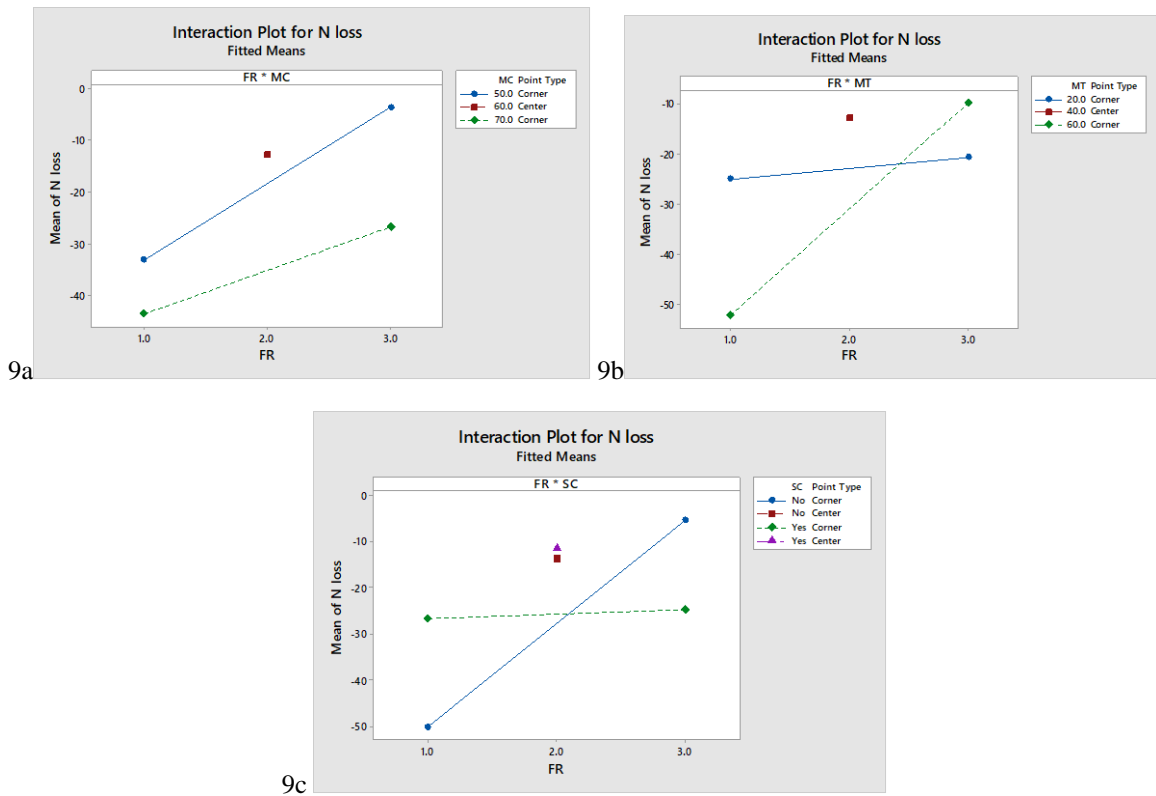 Interaction Plot for N loss
Fitted Means
FR * MC
Mean of N loss
0
-10
-20
-30
-40
1.0 2.0 3.0
FR
MC Point Type
50.0 Corner
60.0 Center
70.0 Corner
9a
Interaction Plot for N loss
Fitted Means
FR * MT
Mean of N loss
-10
-20
-30
-40
-50
1.0 2.0 3.0
FR
MT Point Type
20.0 Corner
40.0 Center
60.0 Corner
9b
Interaction Plot for N loss
Fitted Means
FR * SC
Mean of N loss
0
-10
-20
-30
-40
-50
1.0 2.0 3.0
FR
SC Point Type
No Corner
No Center
Yes Corner
Yes Center
9c